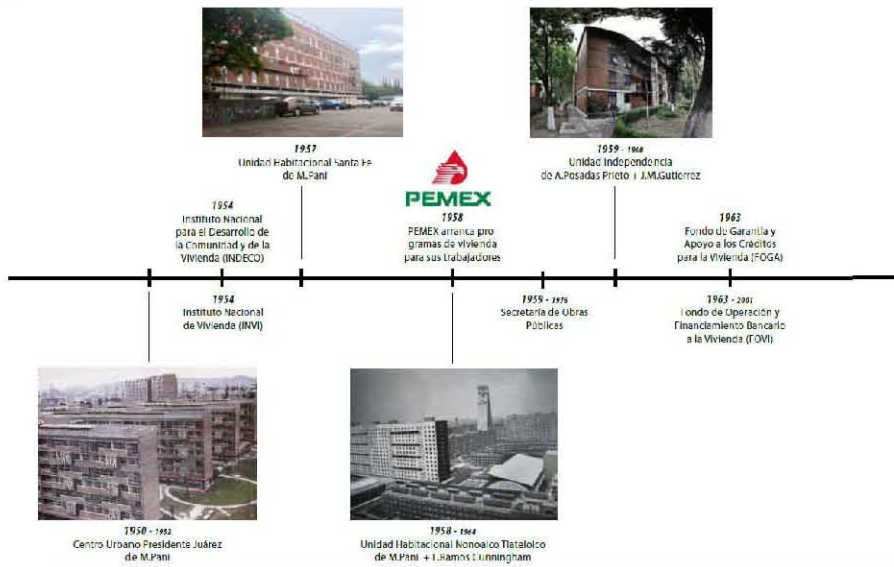 1957
Unidad Habitacional Santa Fe
de M.Pani
1959 - 1968
Unidad Independencia
de A.Posadas Prieto + J.M.Gutierrez
1954
Instituto Nacional
para el Desarrollo de
la Comunidad y de la
Vivienda (INDECO)
PEMEX
1958
PEMEX arranca pro
gramas de vivienda
para sus trabajadores
1963
Fondo de Garantía y
Apoyo a los Créditos
para la Vivienda (FOGA)
1954
Instituto Nacional
de Vivienda (INVI)
1959 - 1976
Secretaría de Obras
Públicas
1963 - 2001
Fondo de Operación y
Financiamiento Bancario
a la Vivienda (FOVI)
1950 - 1952
Centro Urbano Presidente Juárez
de M.Pani
1958 - 1964
Unidad Habitacional Nonoalco Tlatelolco
de M.Pani + L.Ramos Cunningham